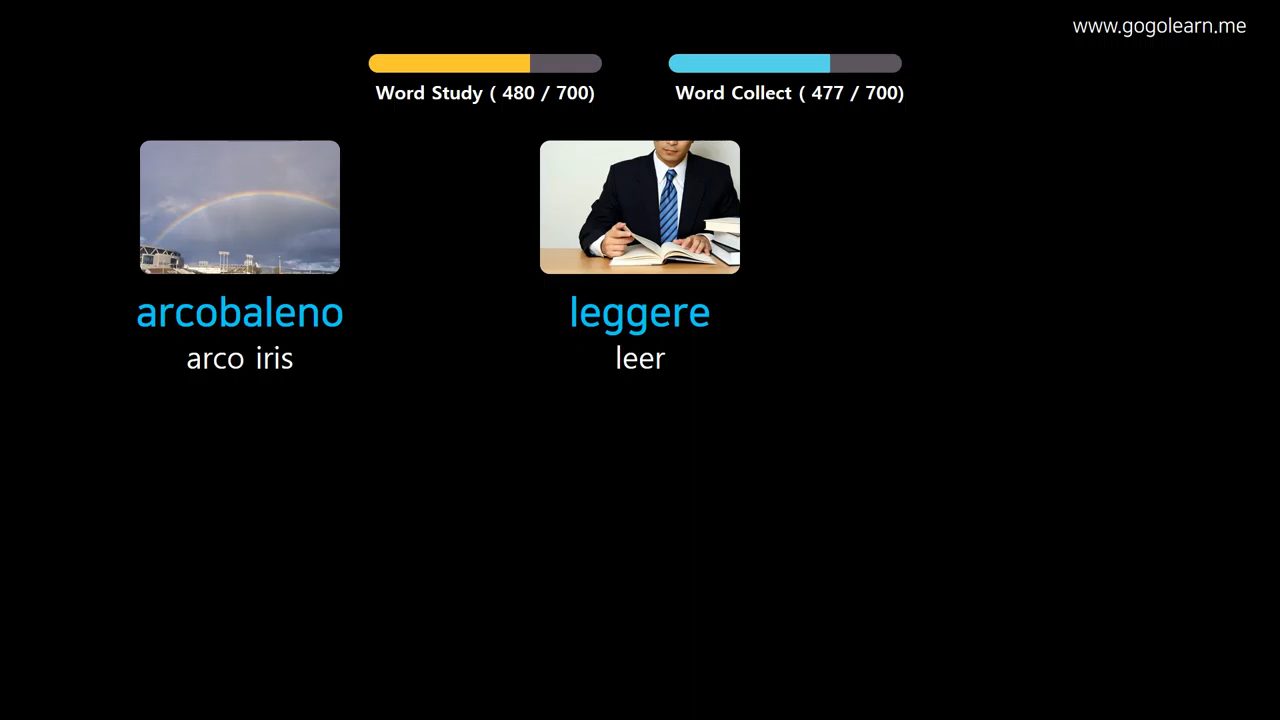 www.gogolearn.me
Word Study ( 480 / 700)
Word Collect ( 477 / 700)
arcobaleno
arco iris
leggere
leer